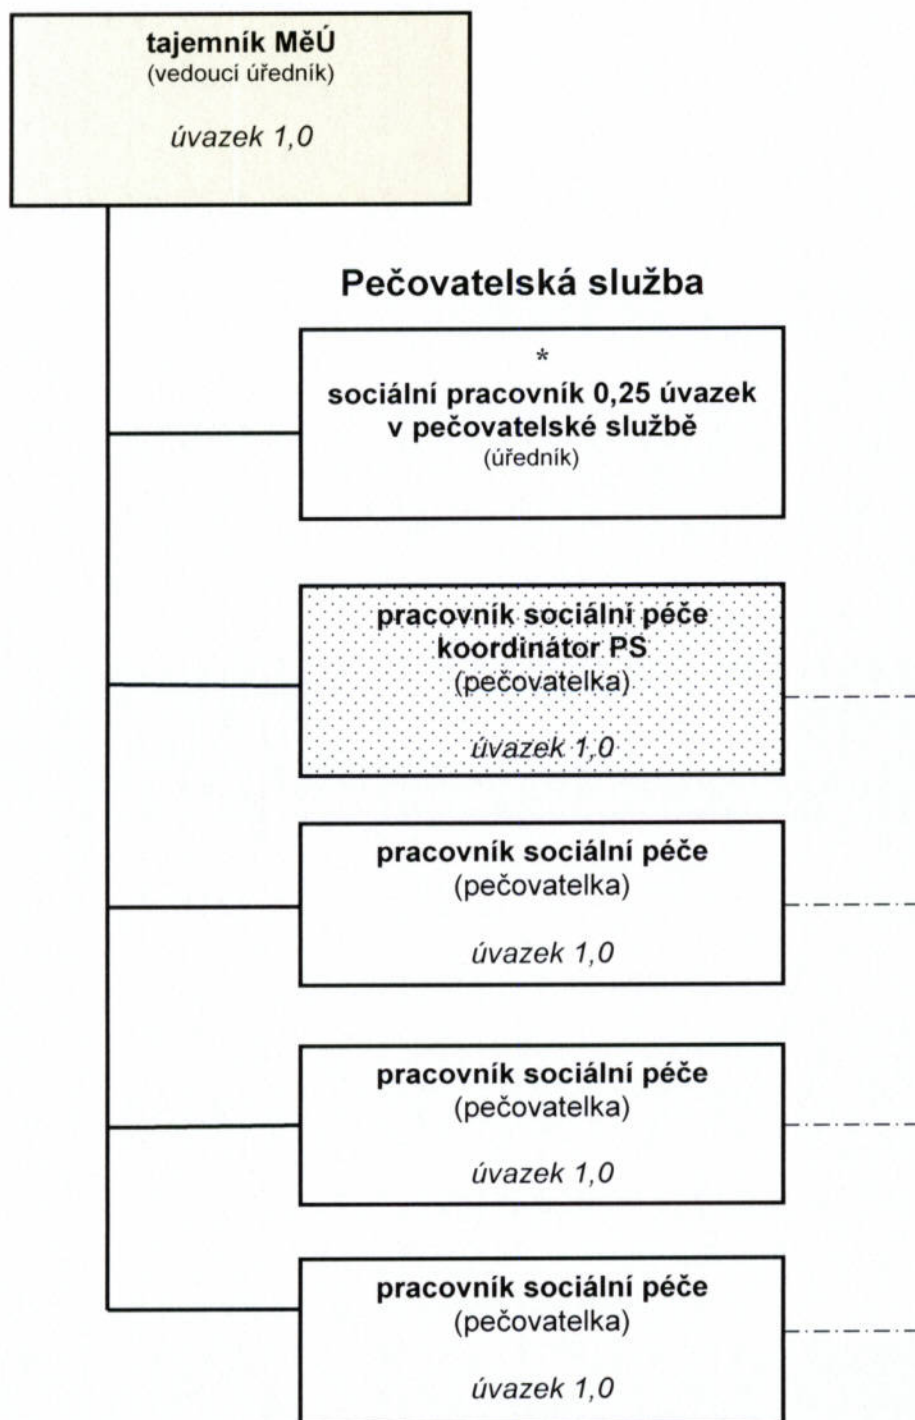 tajemník MěÚ
(vedoucí úředník)
úvazek 1,0
Pečovatelská služba
*
sociální pracovník 0,25 úvazek
v pečovatelské službě
(úředník)
pracovník sociální péče
koordinátor PS
(pečovatelka)
úvazek 1,0
pracovník sociální péče
(pečovatelka)
úvazek 1,0
pracovník sociální péče
(pečovatelka)
úvazek 1,0
pracovník sociální péče
(pečovatelka)
úvazek 1,0